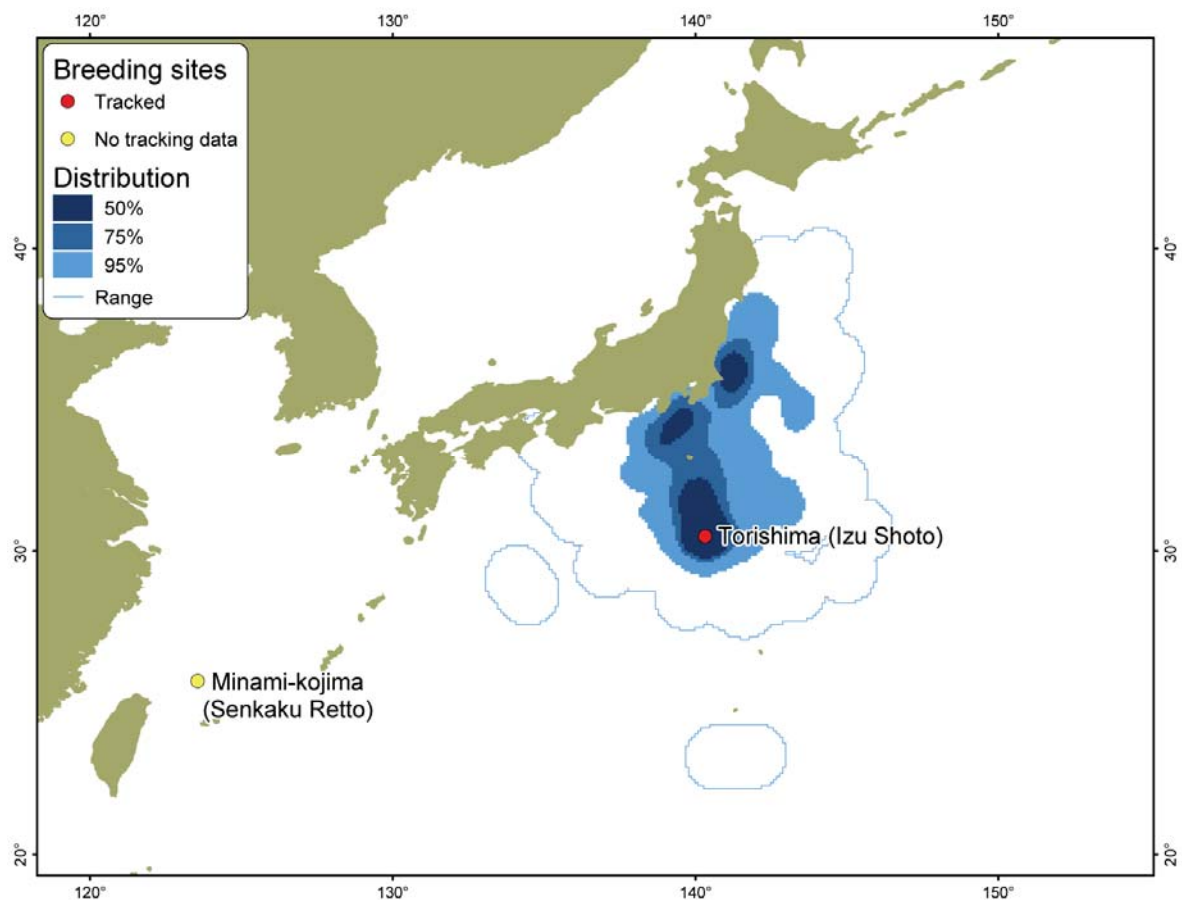 120°
130°
140°
150°
Breeding sites
Tracked
No tracking data
Distribution
50%
75%
95%
Range
40°
40°
30°
Torishima (Izu Shoto)
30°
Minami-kojima
(Senkaku Retto)
20°
20°
120°
130°
140°
150°